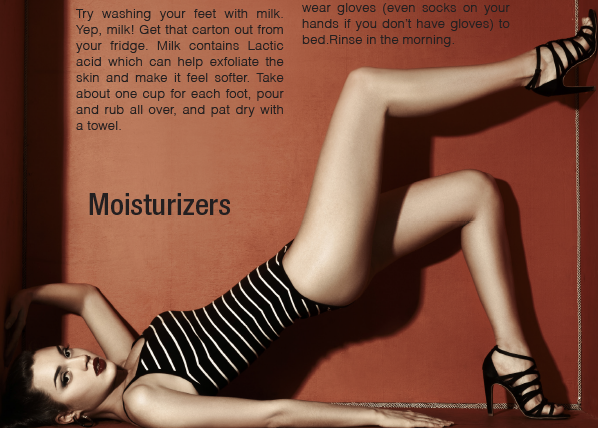 Try washing your feet with milk.
Yep, milk! Get that carton out from
your fridge. Milk contains Lactic
acid which can help exfoliate the
skin and make it feel softer. Take
about one cup for each foot, pour
and rub all over, and pat dry with
a towel.
wear gloves (even socks on your
hands if you don't have gloves) to
bed.Rinse in the morning.
Moisturizers